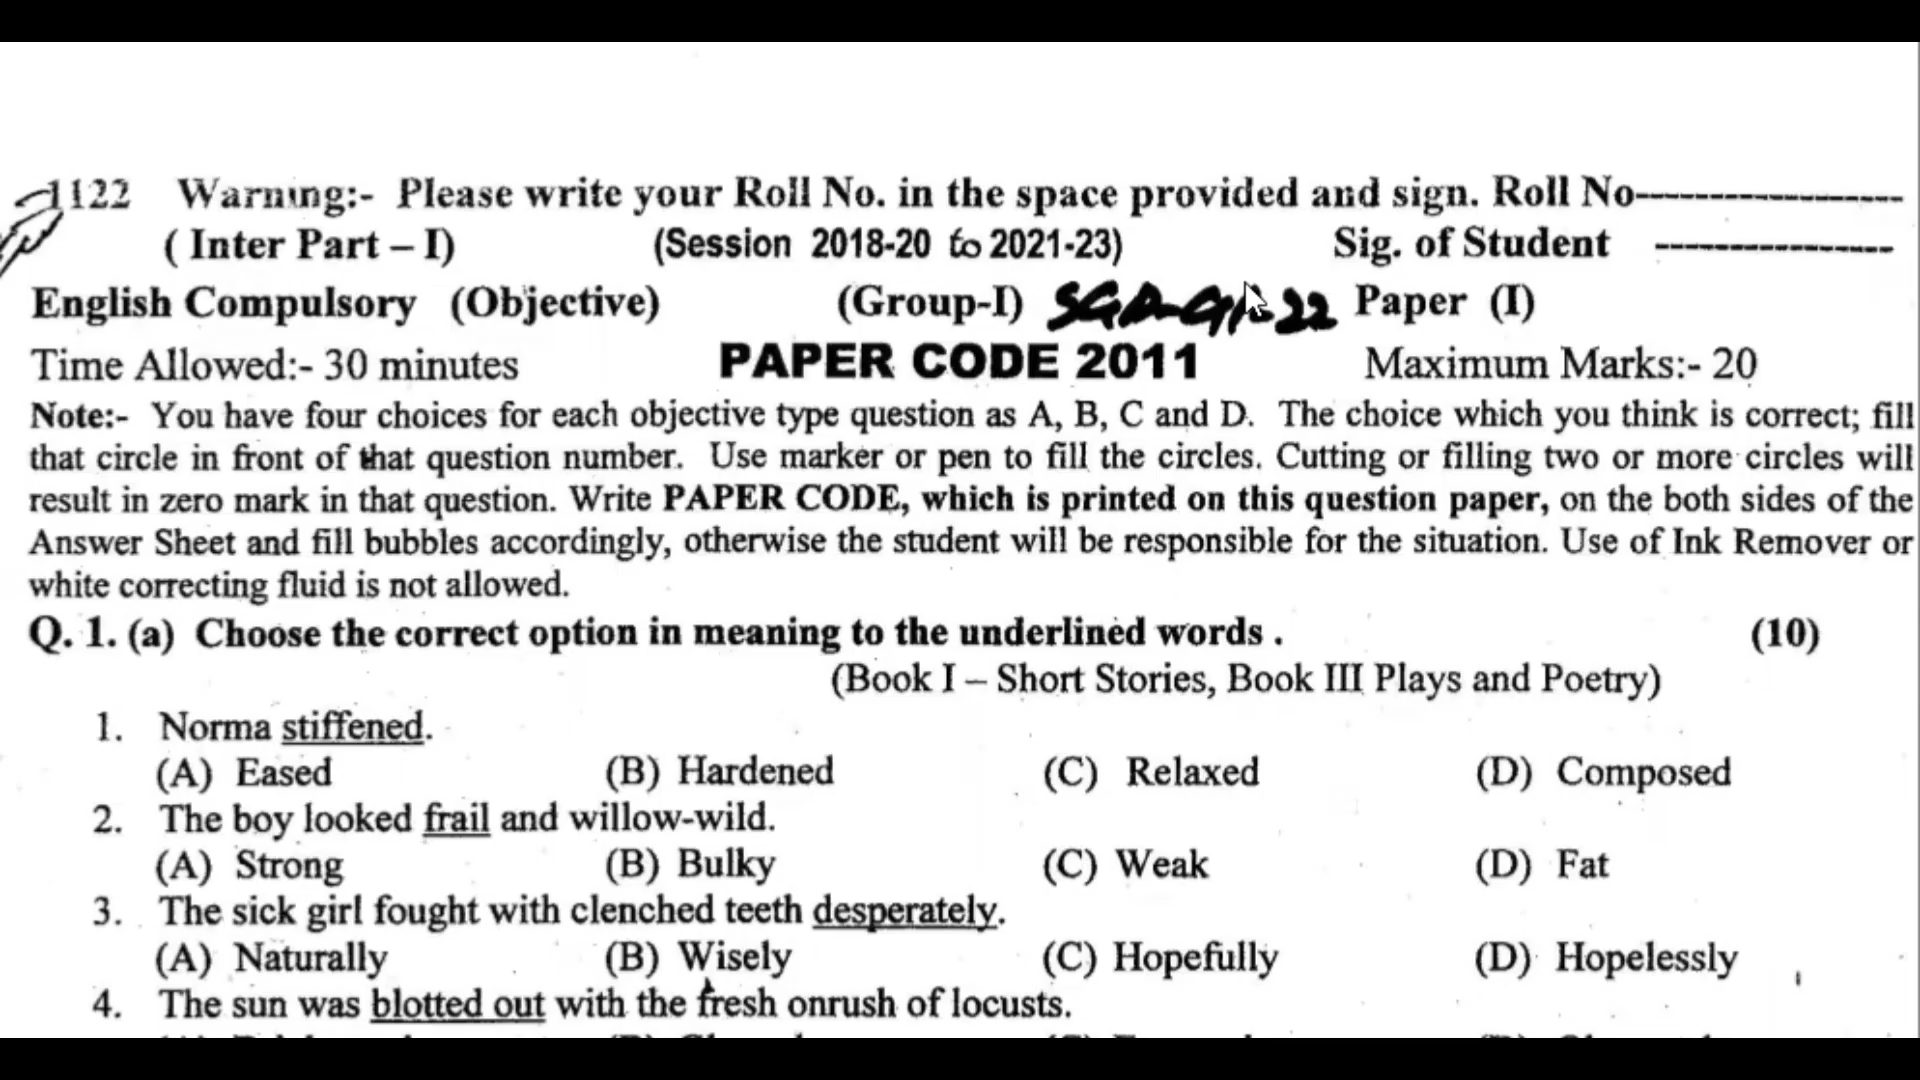 1122 Warning:- Please write your Roll No. in the space provided and sign. Roll No-------------------
( Inter Part – I) (Session 2018-20 to 2021-23) Sig. of Student -----------------
English Compulsory (Objective) (Group-I) Paper (I)
Time Allowed:- 30 minutes PAPER CODE 2011 Maximum Marks:- 20
Note:- You have four choices for each objective type question as A, B, C and D. The choice which you think is correct; fill
that circle in front of that question number. Use marker or pen to fill the circles. Cutting or filling two or more circles will
result in zero mark in that question. Write PAPER CODE, which is printed on this question paper, on the both sides of the
Answer Sheet and fill bubbles accordingly, otherwise the student will be responsible for the situation. Use of Ink Remover or
white correcting fluid is not allowed.
Q. 1. (a) Choose the correct option in meaning to the underlined words . (10)
(Book I – Short Stories, Book III Plays and Poetry)
1. Norma stiffened.
(A) Eased (B) Hardened (C) Relaxed (D) Composed
2. The boy looked frail and willow-wild.
(A) Strong (B) Bulky (C) Weak (D) Fat
3. The sick girl fought with clenched teeth desperately.
(A) Naturally (B) Wisely (C) Hopefully (D) Hopelessly
4. The sun was blotted out with the fresh onrush of locusts.